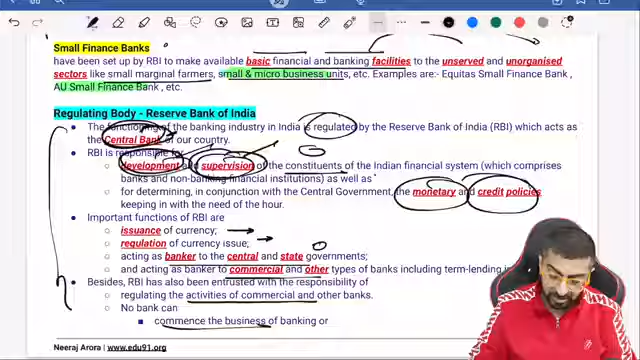 Small Finance Banks
have been set up by RBI to make available basic financial and banking facilities to the unserved and unorganised
sectors like small marginal farmers, small & micro business units, etc. Examples are:- Equitas Small Finance Bank,
AU Small Finance Bank, etc.
Regulating Body - Reserve Bank of India
The functioning of the banking industry in India is regulated by the Reserve Bank of India (RBI) which acts as
the Central Bank of our country.
RBI is responsible for
development and supervision of the constituents of the Indian financial system (which comprises
banks and non-banking financial institutions) as well as
for determining, in conjunction with the Central Government, the monetary and credit policies
keeping in with the need of the hour.
Important functions of RBI are
issuance of currency;
regulation of currency issue;
acting as banker to the central and state governments;
and acting as banker to commercial and other types of banks including term-lending
Besides, RBI has also been entrusted with the responsibility of
regulating the activities of commercial and other banks.
No bank can
commence the business of banking or
Neeraj Arora | www.edu91.org